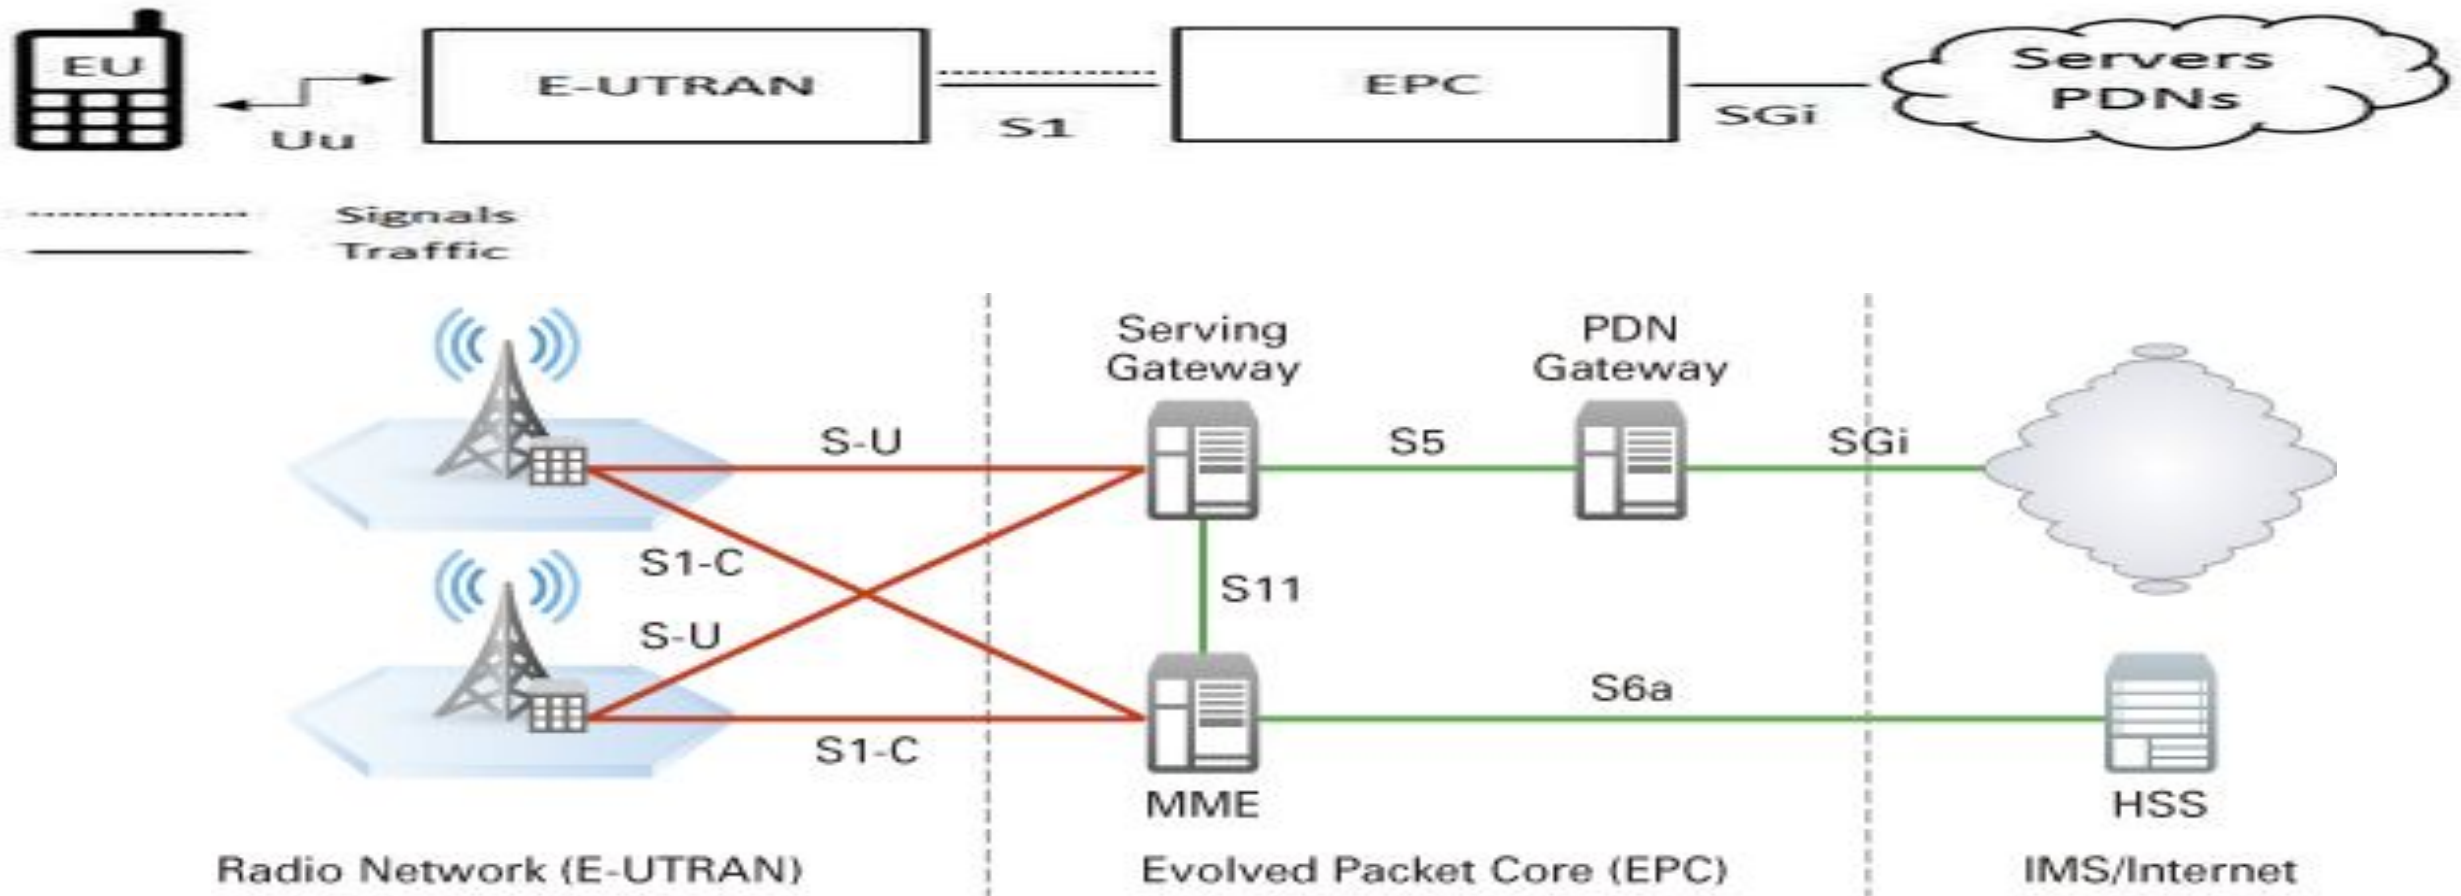 EU
E-UTRAN
EPC
Servers
PDNs
Uu
S1
SGi
Signals
Traffic
Serving
Gateway
PDN
Gateway
S-U
S5
SGi
S1-C
S11
S-U
S6a
S1-C
MME
HSS
Radio Network (E-UTRAN)
Evolved Packet Core (EPC)
IMS/Internet